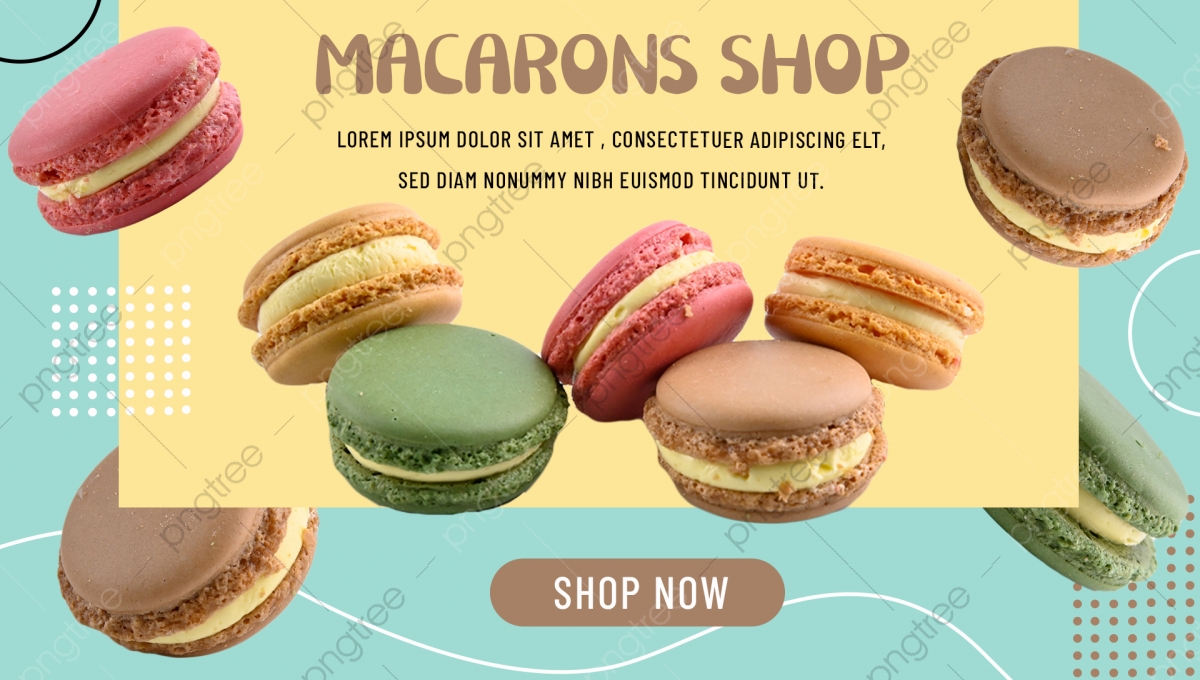 MACARONS SHOP
LOREM IPSUM DOLOR SIT AMET , CONSECTETUER ADIPISCING ELT,
SED DIAM NONUMMY NIBH EUISMOD TINCIDUNT UT.
SHOP NOW
pngtree